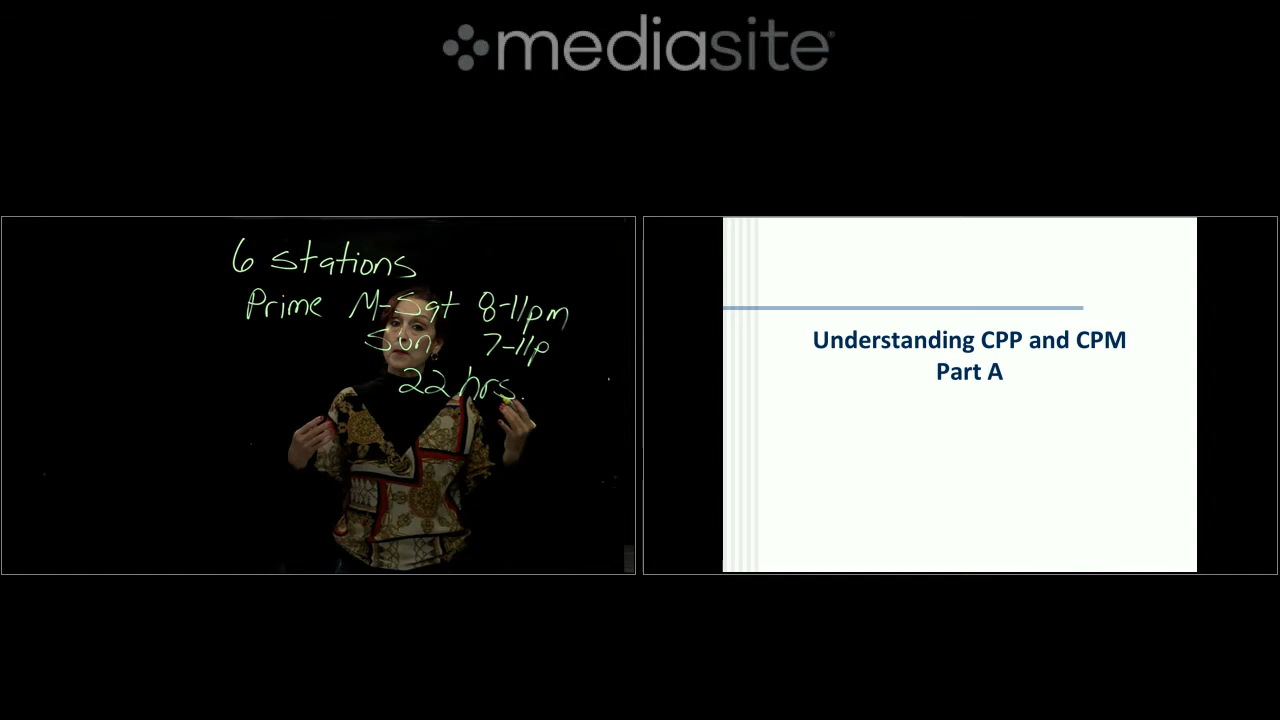 mediasite
6 stations
Prime M-Sat 8-11pm
Sun 7-11p
22 hrs.
Understanding CPP and CPM
Part A